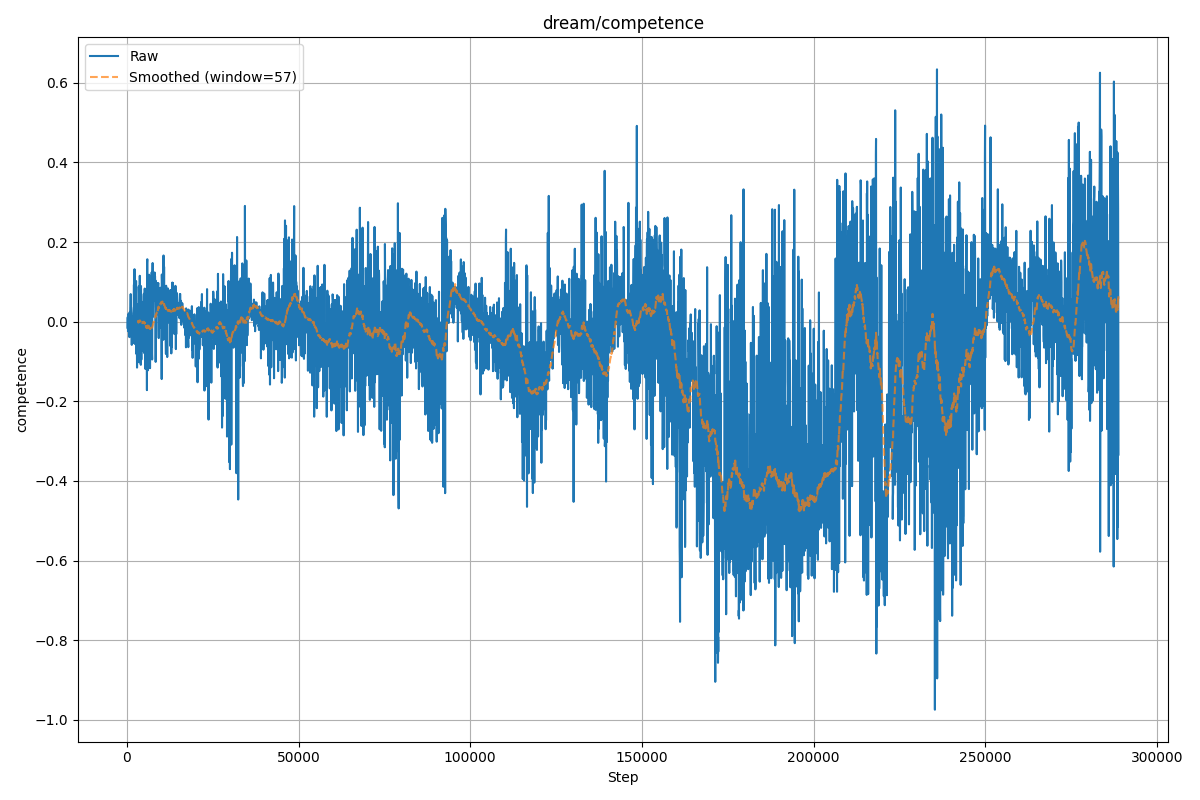 dream/competence
Raw
Smoothed (window=57)
competence
0.6
0.4
0.2
0.0
−0.2
−0.4
−0.6
−0.8
−1.0
0 50000 100000 150000 200000 250000 300000
Step